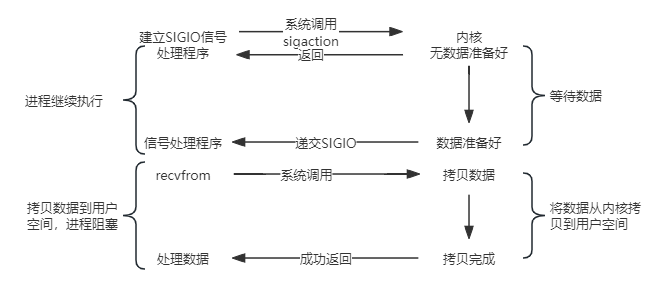 建立SIGIO信号
处理程序
系统调用
sigaction
返回
内核
无数据准备好
进程继续执行
等待数据
信号处理程序
递交SIGIO
数据准备好
recvfrom
系统调用
拷贝数据
拷贝数据到用户
空间，进程阻塞
将数据从内核拷
贝到用户空间
处理数据
成功返回
拷贝完成